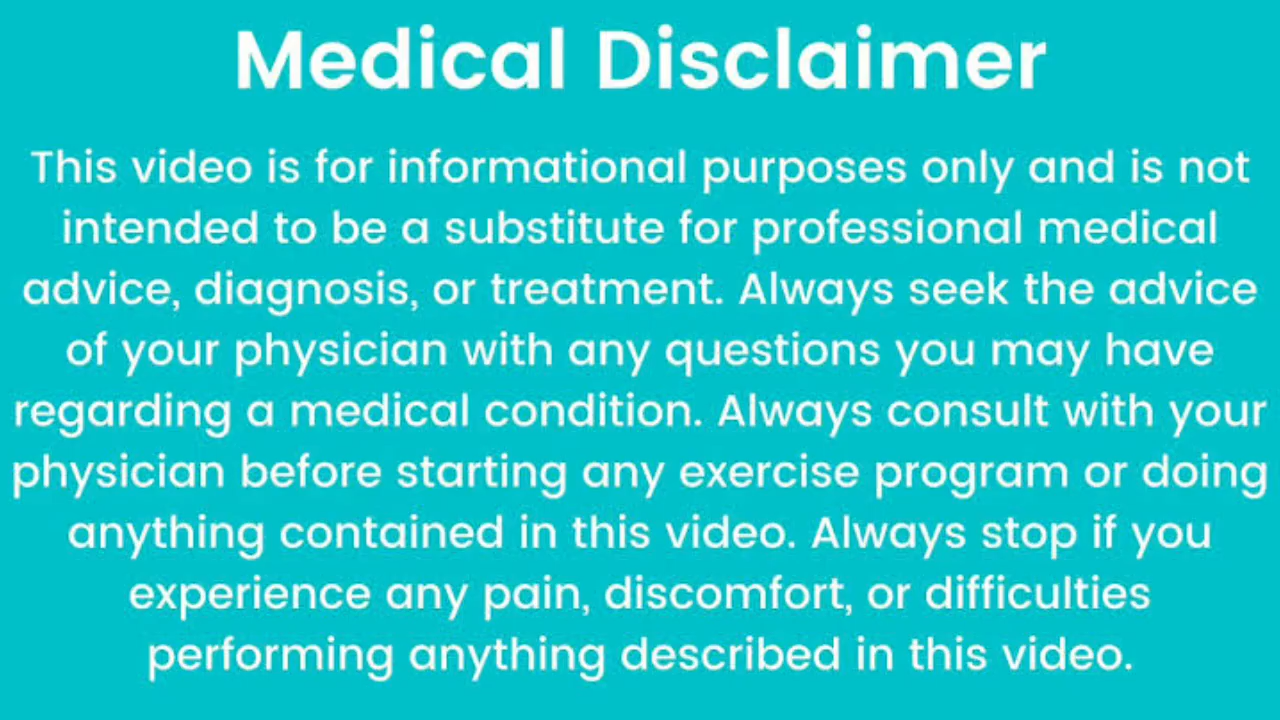 Medical Disclaimer
This video is for informational purposes only and is not
intended to be a substitute for professional medical
advice, diagnosis, or treatment. Always seek the advice
of your physician with any questions you may have
regarding a medical condition. Always consult with your
physician before starting any exercise program or doing
anything contained in this video. Always stop if you
experience any pain, discomfort, or difficulties
performing anything described in this video.